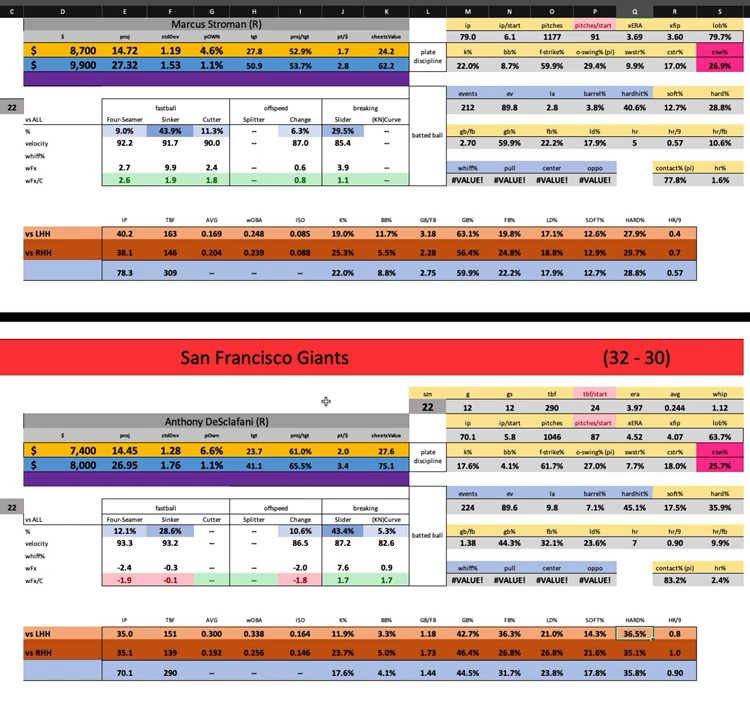 C D E F G H I J K L M N O P Q R S
Marcus Stroman (R) ip ip/start pitches pitches/start xERA xfip lob%
$ proj stdDev pOWN tgt proj/tgt pt/$ sheetsValue 79.0 6.1 1177 91 3.69 3.60 79.7%
$ 8,700 14.72 1.19 4.6% 27.8 52.9% 1.7 24.2 plate discipline k% bb% f-strike% o-swing% (pi) swstr% cstr% csw%
$ 9,900 27.32 1.53 1.1% 50.9 53.7% 2.8 62.2 22.0% 8.7% 59.9% 29.4% 9.9% 17.0% 26.9%
events ev la barrel% hardhit% soft% hard%
22 fastball offspeed breaking 212 89.8 2.8 3.8% 40.6% 12.7% 28.8%
vs ALL Four-Seamer Sinker Cutter Splitter Change Slider (KN)Curve
% 9.0% 43.9% 11.3% -- 6.3% 29.5% -- batted ball gb/fb gb% fb% ld% hr hr/9 hr/fb
velocity 92.2 91.7 90.0 -- 87.0 85.4 -- 2.70 59.9% 22.2% 17.9% 5 0.57 10.6%
whiff%
wFx 2.7 9.9 2.4 -- 0.6 3.9 -- whiff% pull center oppo contact% (pi) hr%
wFx/C 2.6 1.9 1.8 -- 0.8 1.1 -- #VALUE! #VALUE! #VALUE! #VALUE! 77.8% 1.6%
IP TBF AVG wOBA ISO K% BB% GB/FB GB% FB% LD% SOFT% HARD% HR/9
vs LHH 40.2 163 0.169 0.248 0.085 19.0% 11.7% 3.18 63.1% 19.8% 17.1% 12.6% 27.9% 0.4
vs RHH 38.1 146 0.204 0.239 0.088 25.3% 5.5% 2.28 56.4% 24.8% 18.8% 12.9% 29.7% 0.7
78.3 309 -- -- -- 22.0% 8.8% 2.75 59.9% 22.2% 17.9% 12.7% 28.8% 0.57
San Francisco Giants (32 - 30)
szn g gs tbf tbf/start era avg whip
22 12 12 290 24 3.97 0.244 1.12
Anthony DeSclafani (R) ip ip/start pitches pitches/start xERA xfip lob%
$ proj stdDev pOwn tgt proj/tgt pt/$ sheetsValue 70.1 5.8 1046 87 4.52 4.07 63.7%
$ 7,400 14.45 1.28 6.6% 23.7 61.0% 2.0 27.6 plate discipline k% bb% f-strike% o-swing% (pi) swstr% cstr% csw%
$ 8,000 26.95 1.76 1.1% 41.1 65.5% 3.4 75.1 17.6% 4.1% 61.7% 27.0% 7.7% 18.0% 25.7%
events ev la barrel% hardhit% soft% hard%
22 fastball offspeed breaking 224 89.6 9.8 7.1% 45.1% 17.5% 35.9%
vs ALL Four-Seamer Sinker Cutter Splitter Change Slider (KN)Curve
% 12.1% 28.6% -- -- 10.6% 43.4% 5.3% batted ball gb/fb gb% fb% ld% hr hr/9 hr/fb
velocity 93.3 93.2 -- -- 86.5 87.2 82.6 1.38 44.3% 32.1% 23.6% 7 0.90 9.9%
whiff%
wFx -2.4 -0.3 -- -- -2.0 7.6 0.9 whiff% pull center oppo contact% (pi) hr%
wFx/C -1.9 -0.1 -- -- -1.8 1.7 1.7 #VALUE! #VALUE! #VALUE! #VALUE! 83.2% 2.4%
IP TBF AVG wOBA ISO K% BB% GB/FB GB% FB% LD% SOFT% HARD% HR/9
vs LHH 35.0 151 0.300 0.338 0.164 11.9% 3.3% 1.18 42.7% 36.3% 21.0% 14.3% 36.5% 0.8
vs RHH 35.1 139 0.192 0.256 0.146 23.7% 5.0% 1.73 46.4% 26.8% 26.8% 21.6% 35.1% 1.0
70.1 290 -- -- -- 17.6% 4.1% 1.44 44.5% 31.7% 23.8% 17.8% 35.8% 0.90